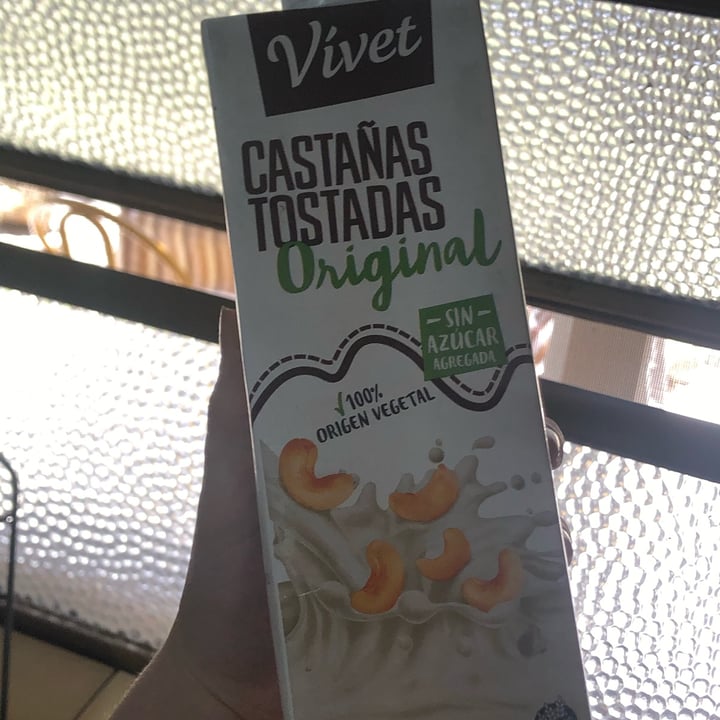 Vívet
CASTAÑAS
TOSTADAS
Original
SIN
AZÚCAR
AGREGADA
100%
ORIGEN VEGETAL